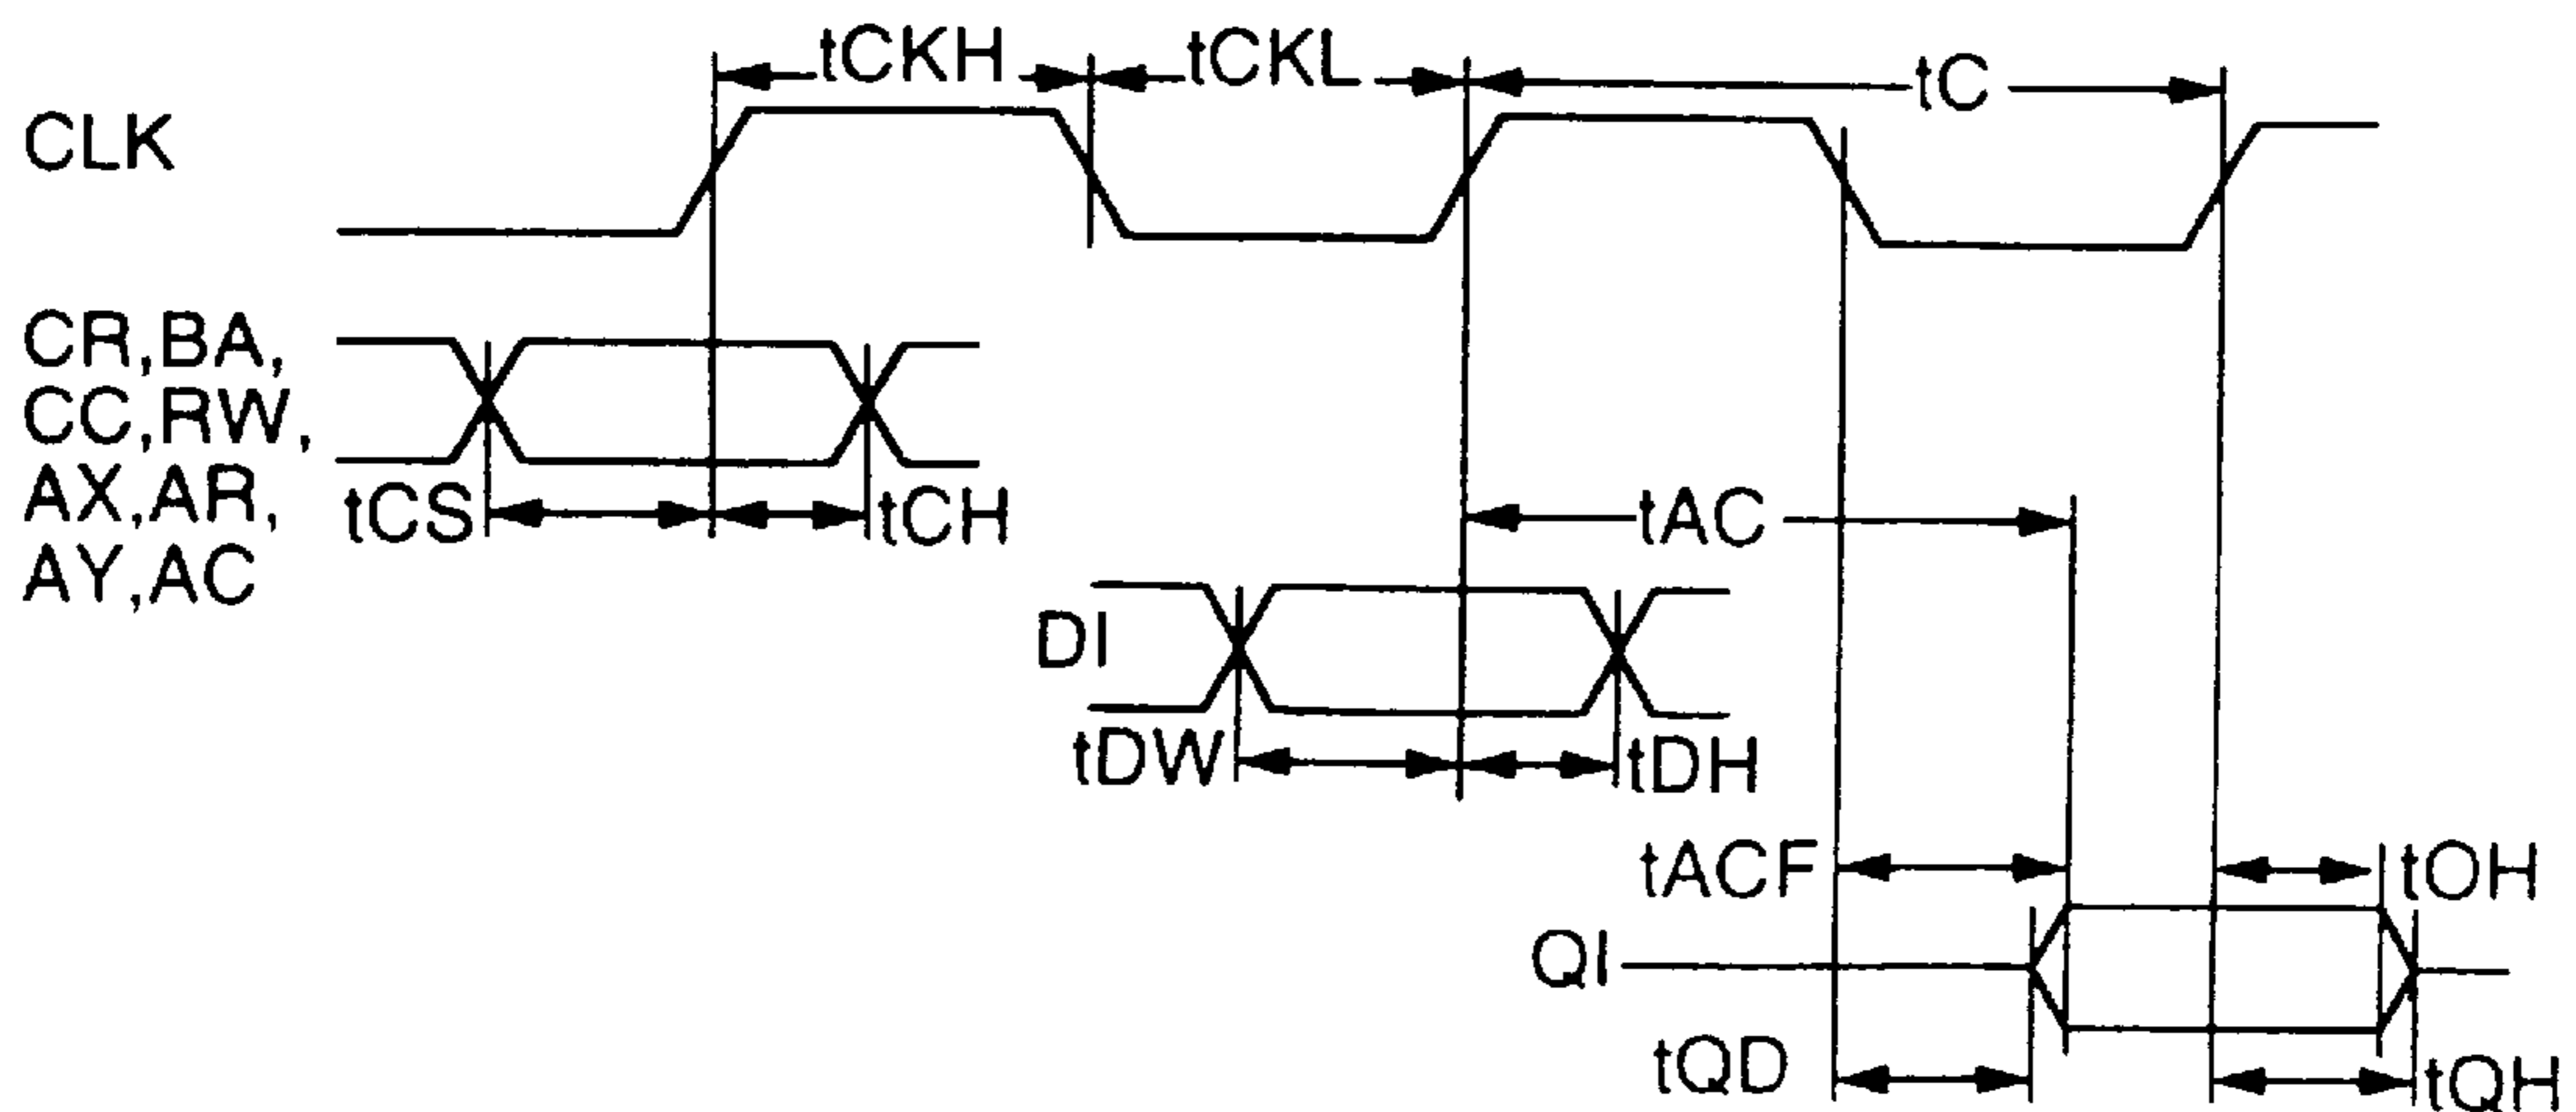 tCKH tCKL tC
CLK
CR,BA,
CC,RW,
AX,AR,
AY,AC
tCS tCH tAC
DI
tDW tDH
tACF tOH
QI
tQD tQH